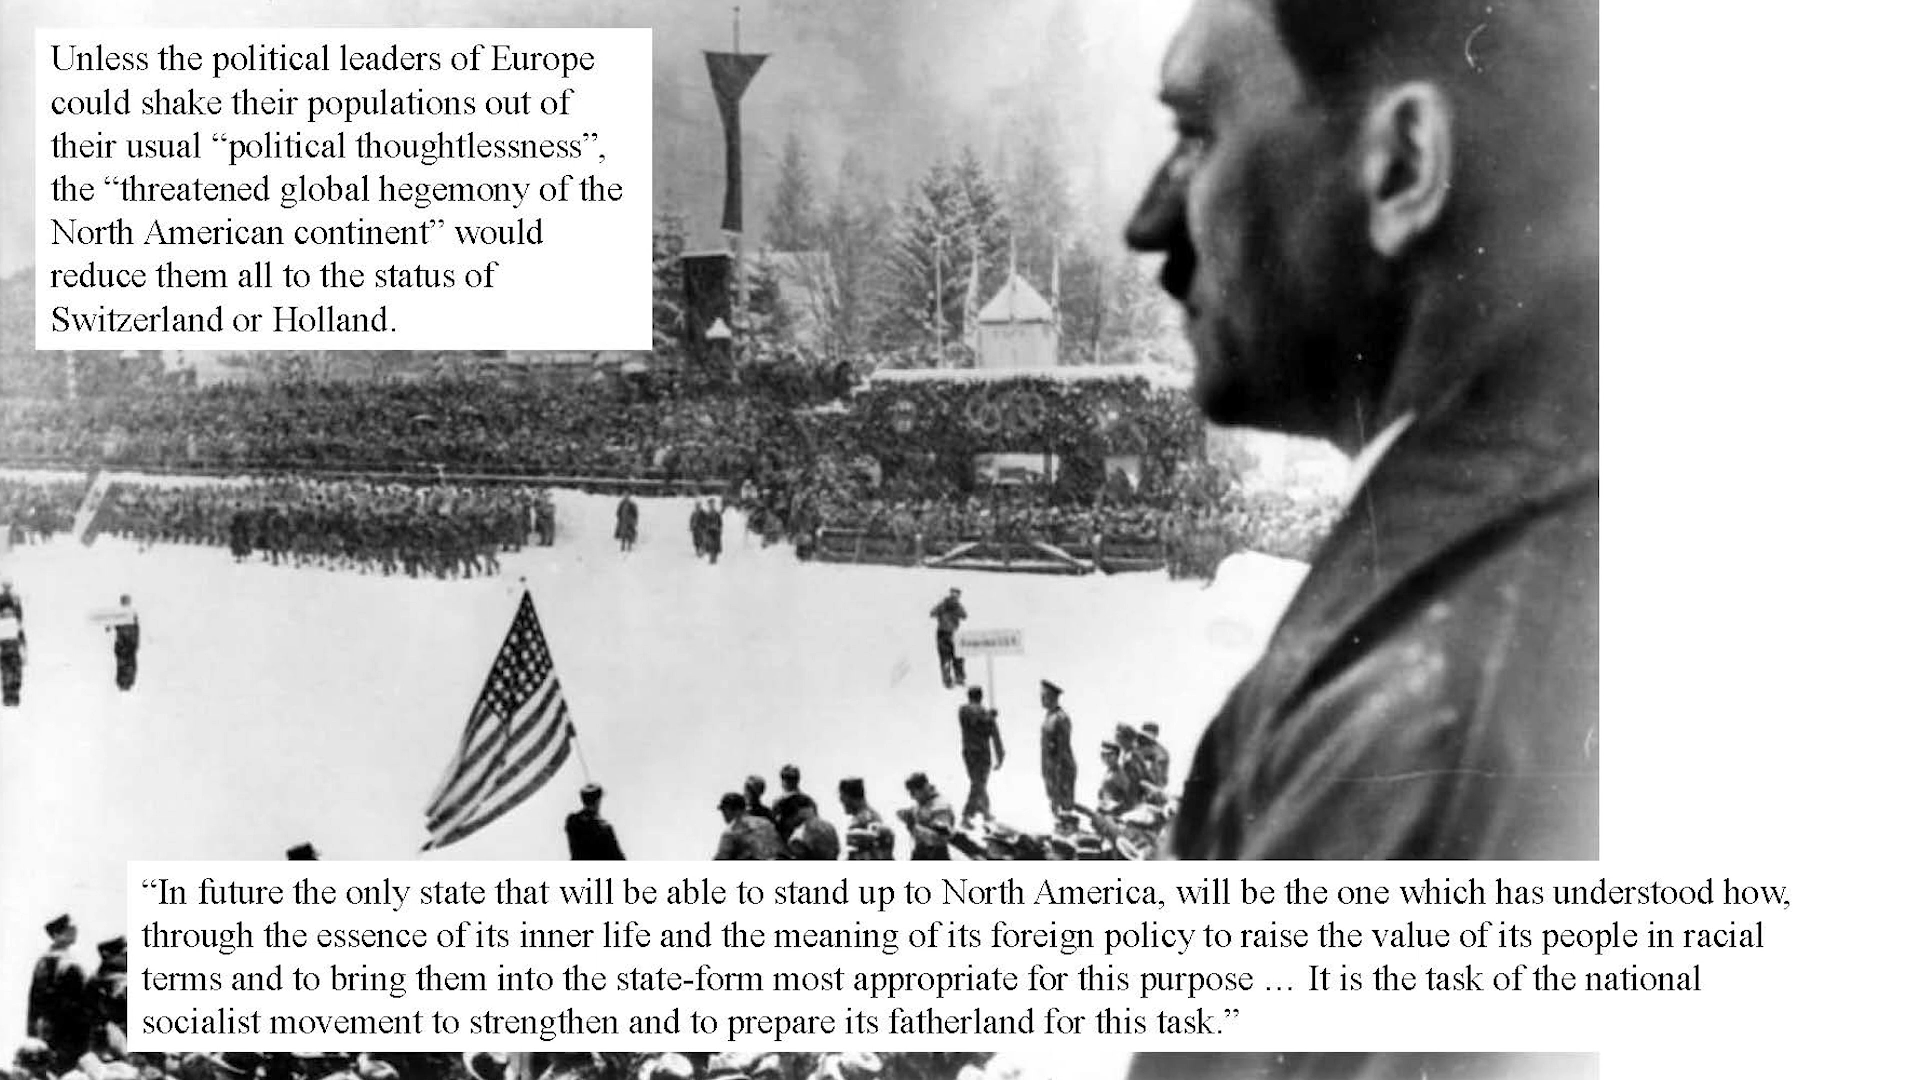 Unless the political leaders of Europe
could shake their populations out of
their usual “political thoughtlessness”,
the “threatened global hegemony of the
North American continent” would
reduce them all to the status of
Switzerland or Holland.
“In future the only state that will be able to stand up to North America, will be the one which has understood how,
through the essence of its inner life and the meaning of its foreign policy to raise the value of its people in racial
terms and to bring them into the state-form most appropriate for this purpose … It is the task of the national
socialist movement to strengthen and to prepare its fatherland for this task.”